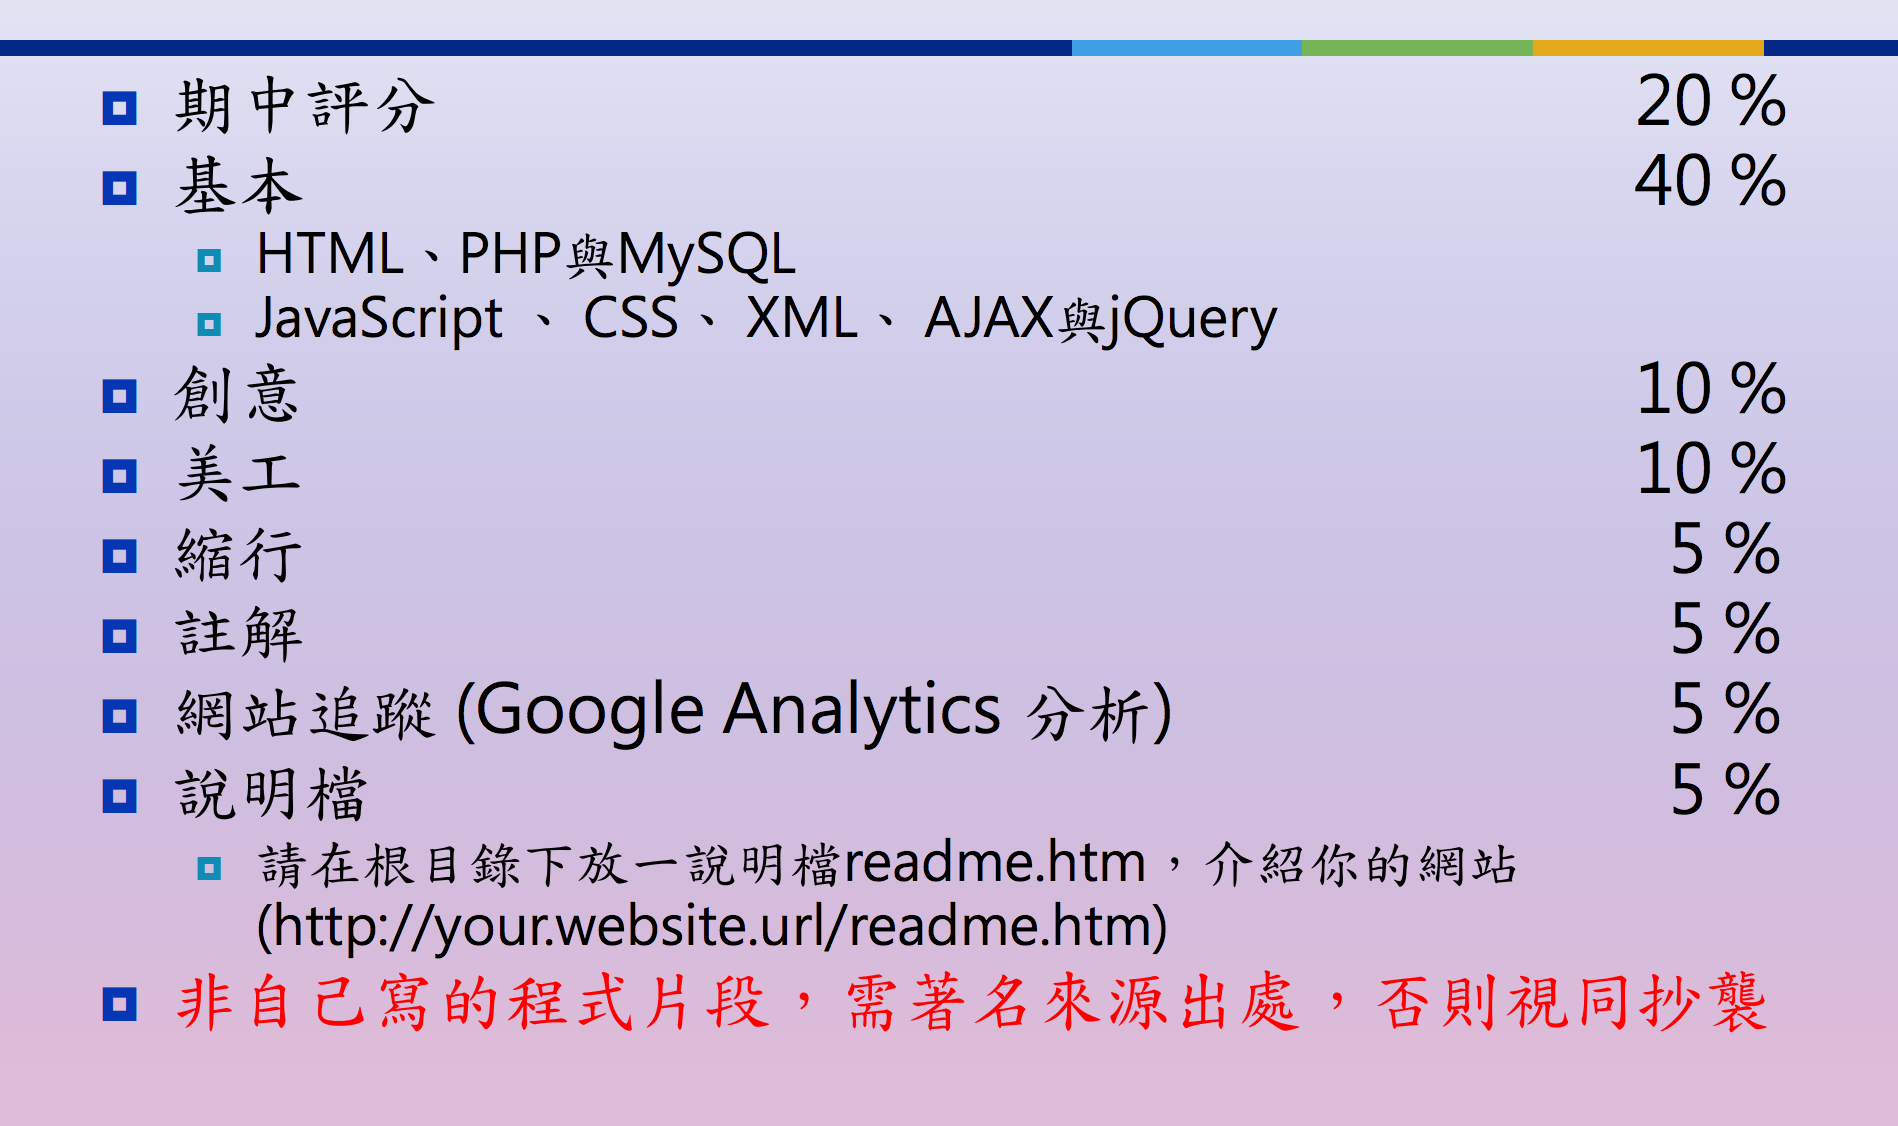 期中評分 20 %
基本 40 %
HTML、PHP與MySQL
JavaScript 、 CSS、 XML、 AJAX與jQuery
創意 10 %
美工 10 %
縮行 5 %
註解 5 %
網站追蹤 (Google Analytics 分析) 5 %
說明檔 5 %
請在根目錄下放一說明檔readme.htm，介紹你的網站
(http://your.website.url/readme.htm)
非自己寫的程式片段，需著名來源出處，否則視同抄襲